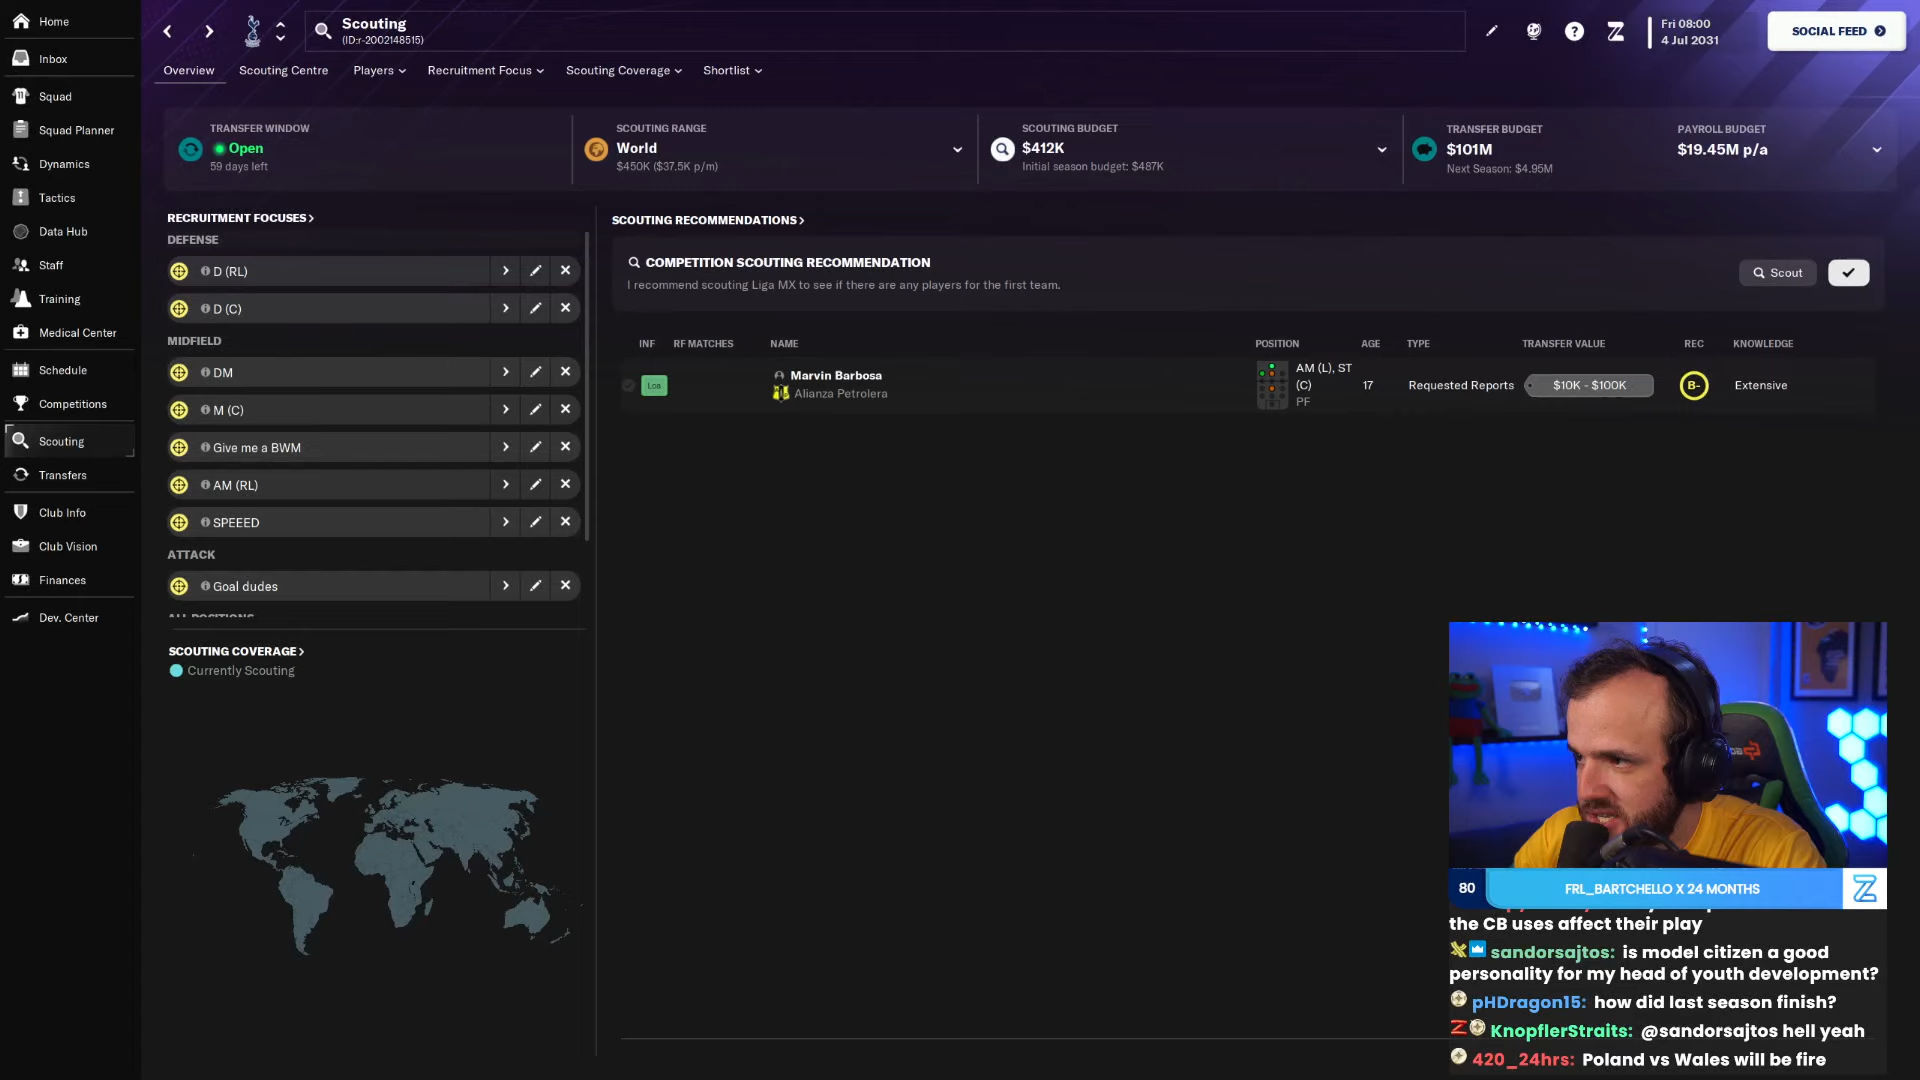 Home
Inbox
Squad
Squad Planner
Dynamics
Tactics
Data Hub
Staff
Training
Medical Center
Schedule
Competitions
Scouting
Transfers
Club Info
Club Vision
Finances
Dev. Center
Scouting
(ID:r-2002148515)
Fri 08:00
4 Jul 2031
SOCIAL FEED
Overview
Scouting Centre
Players
Recruitment Focus
Scouting Coverage
Shortlist
TRANSFER WINDOW
Open
59 days left
SCOUTING RANGE
World
$450K ($37.5K p/m)
SCOUTING BUDGET
$412K
Initial season budget: $487K
TRANSFER BUDGET
$101M
Next Season: $4.95M
PAYROLL BUDGET
$19.45M p/a
RECRUITMENT FOCUSES
DEFENSE
D (RL)
D (C)
MIDFIELD
DM
M (C)
Give me a BWM
AM (RL)
SPEEED
ATTACK
Goal dudes
ALL POSITIONS
SCOUTING COVERAGE
Currently Scouting
SCOUTING RECOMMENDATIONS
COMPETITION SCOUTING RECOMMENDATION
I recommend scouting Liga MX to see if there are any players for the first team.
Scout
INF RF MATCHES NAME POSITION AGE TYPE TRANSFER VALUE REC KNOWLEDGE
Loa
Marvin Barbosa
Alianza Petrolera
AM (L), ST
(C)
PF
17
Requested Reports
$10K - $100K
B-
Extensive
80
FRL_BARTCHELLO X 24 MONTHS
the CB uses affect their play
sandorsajtos: is model citizen a good
personality for my head of youth development?
pHDragon15: how did last season finish?
KnopflerStraits: @sandorsajtos hell yeah
420_24hrs: Poland vs Wales will be fire